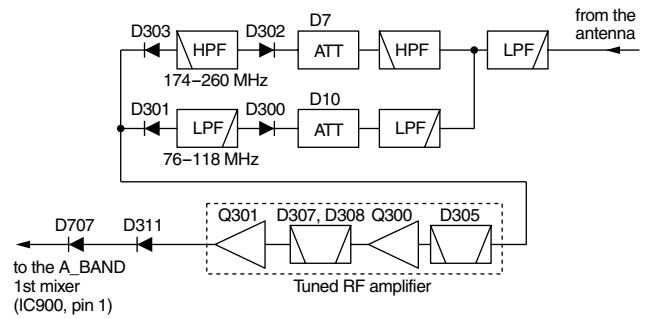 D303 D302 D7
HPF ATT HPF LPF
from the
antenna
174–260 MHz
D301 D300 D10
LPF ATT LPF
76–118 MHz
D707 D311 Q301 D307, D308 Q300 D305
to the A_BAND
1st mixer
(IC900, pin 1)
Tuned RF amplifier